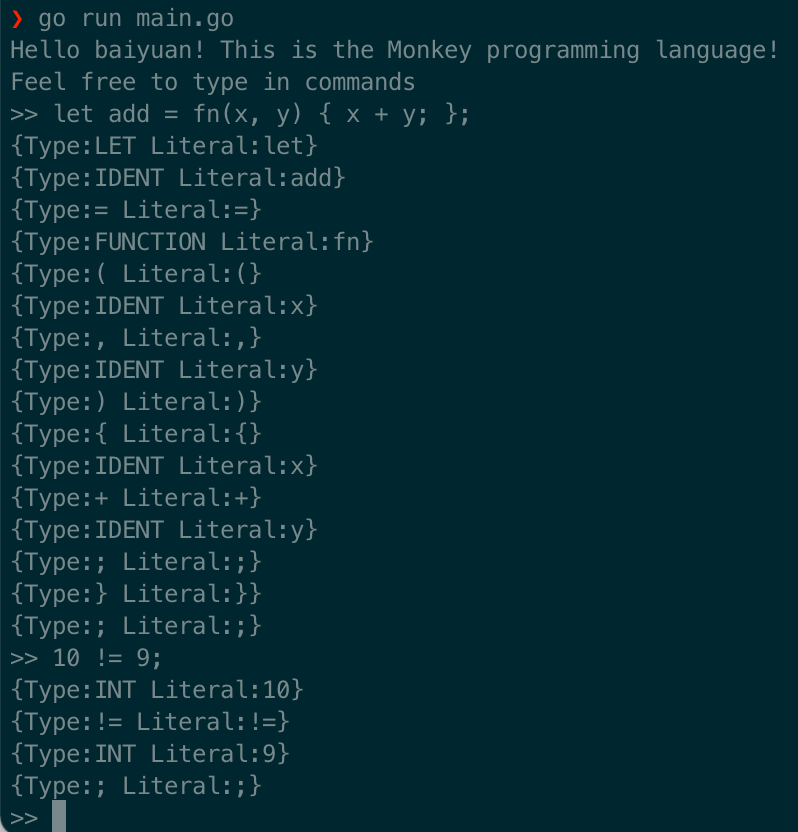 ❯ go run main.go
Hello baiyuan! This is the Monkey programming language!
Feel free to type in commands
>> let add = fn(x, y) { x + y; };
{Type:LET Literal:let}
{Type:IDENT Literal:add}
{Type:= Literal:=}
{Type:FUNCTION Literal:fn}
{Type:( Literal:(}
{Type:IDENT Literal:x}
{Type:, Literal:,}
{Type:IDENT Literal:y}
{Type:) Literal:)}
{Type:{ Literal:{}
{Type:IDENT Literal:x}
{Type:+ Literal:+}
{Type:IDENT Literal:y}
{Type:; Literal:;}
{Type:} Literal:}}
{Type:; Literal:;}
>> 10 != 9;
{Type:INT Literal:10}
{Type:!= Literal:!=}
{Type:INT Literal:9}
{Type:; Literal:;}
>>